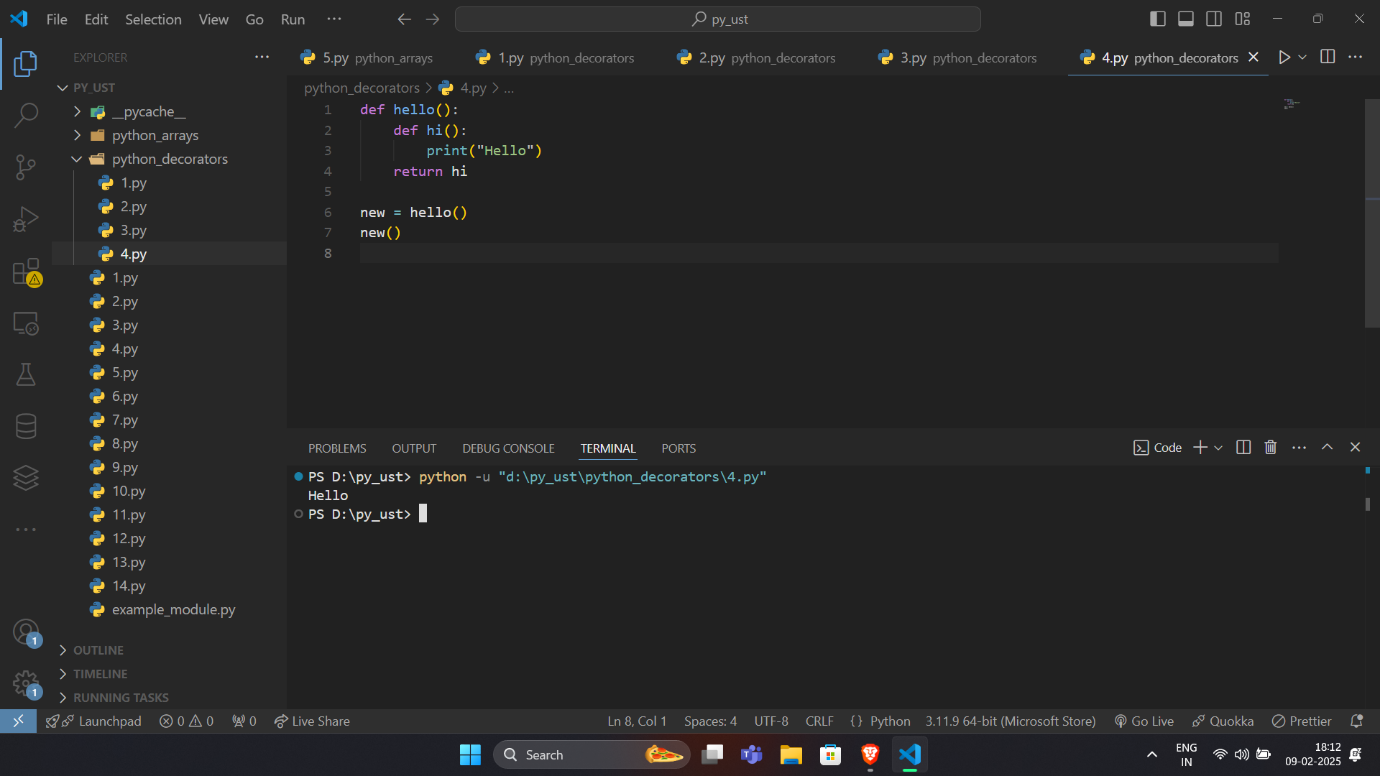 File Edit Selection View Go Run ··· py_ust
EXPLORER ···
PY_UST
__pycache__
python_arrays
python_decorators
1.py
2.py
3.py
4.py
1.py
2.py
3.py
4.py
5.py
6.py
7.py
8.py
9.py
10.py
11.py
12.py
13.py
14.py
example_module.py
OUTLINE
TIMELINE
RUNNING TASKS
5.py python_arrays 1.py python_decorators 2.py python_decorators 3.py python_decorators 4.py python_decorators
python_decorators > 4.py > ...
1 def hello():
2     def hi():
3         print("Hello")
4     return hi
5
6 new = hello()
7 new()
8
PROBLEMS OUTPUT DEBUG CONSOLE TERMINAL PORTS Code
PS D:\py_ust> python -u "d:\py_ust\python_decorators\4.py"
Hello
PS D:\py_ust>
1
1
Launchpad 0 0 0 Live Share Ln 8, Col 1 Spaces: 4 UTF-8 CRLF {} Python 3.11.9 64-bit (Microsoft Store) Go Live Quokka Prettier
Search ENG 18:12
IN 09-02-2025